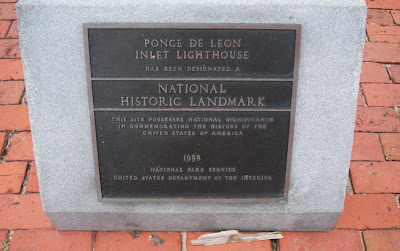 PONCE DE LEON
INLET LIGHTHOUSE
HAS BEEN DESIGNATED A
NATIONAL
HISTORIC LANDMARK
THIS SITE POSSESSES NATIONAL SIGNIFICANCE
IN COMMEMORATING THE HISTORY OF THE
UNITED STATES OF AMERICA
1998
NATIONAL PARK SERVICE
UNITED STATES DEPARTMENT OF THE INTERIOR